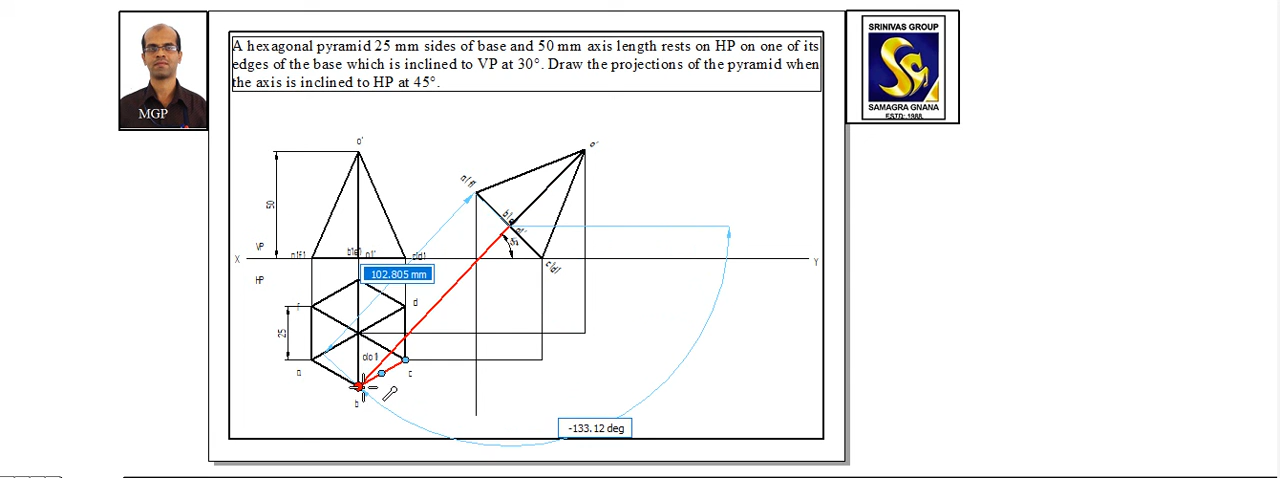 MGP
A hexagonal pyramid 25 mm sides of base and 50 mm axis length rests on HP on one of its
edges of the base which is inclined to VP at 30°. Draw the projections of the pyramid when
the axis is inclined to HP at 45°.
SRINIVAS GROUP
SAMAGRA GNANA
ESTD: 1988
o'
50
VP
X
Y
HP
102.805 mm
f
d
25
a
c
b
-133.12 deg